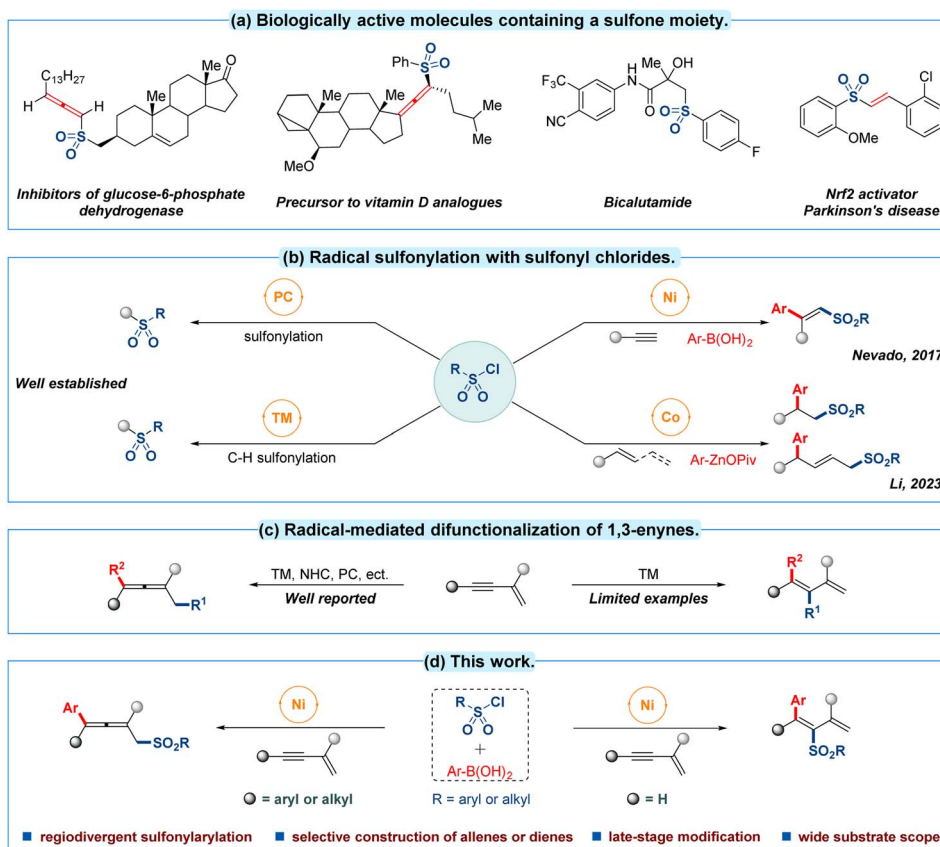 (a) Biologically active molecules containing a sulfone moiety.
C13H27
H
H
S
O
O
Me
Me
O
H
H
H
Inhibitors of glucose-6-phosphate
dehydrogenase
Ph
O
O
S
Me
Me
Me
Me
H
H
H
MeO
Precursor to vitamin D analogues
F3C
NC
H
N
O
Me
OH
S
O
O
F
Bicalutamide
O
O
S
OMe
Cl
Nrf2 activator
Parkinson's disease
(b) Radical sulfonylation with sulfonyl chlorides.
R
S
O
O
PC
sulfonylation
Well established
R
S
O
O
TM
C-H sulfonylation
R
Cl
S
O
O
Ni
Ar-B(OH)2
Ar
SO2R
Nevado, 2017
Co
Ar-ZnOPiv
Ar
SO2R
Ar
SO2R
Li, 2023
(c) Radical-mediated difunctionalization of 1,3-enynes.
R2
R1
TM, NHC, PC, ect.
Well reported
TM
Limited examples
R2
R1
(d) This work.
Ar
SO2R
Ni
= aryl or alkyl
R
Cl
S
O
O
+
Ar-B(OH)2
R = aryl or alkyl
Ni
= H
Ar
SO2R
regiodivergent sulfonylarylation
selective construction of allenes or dienes
late-stage modification
wide substrate scope